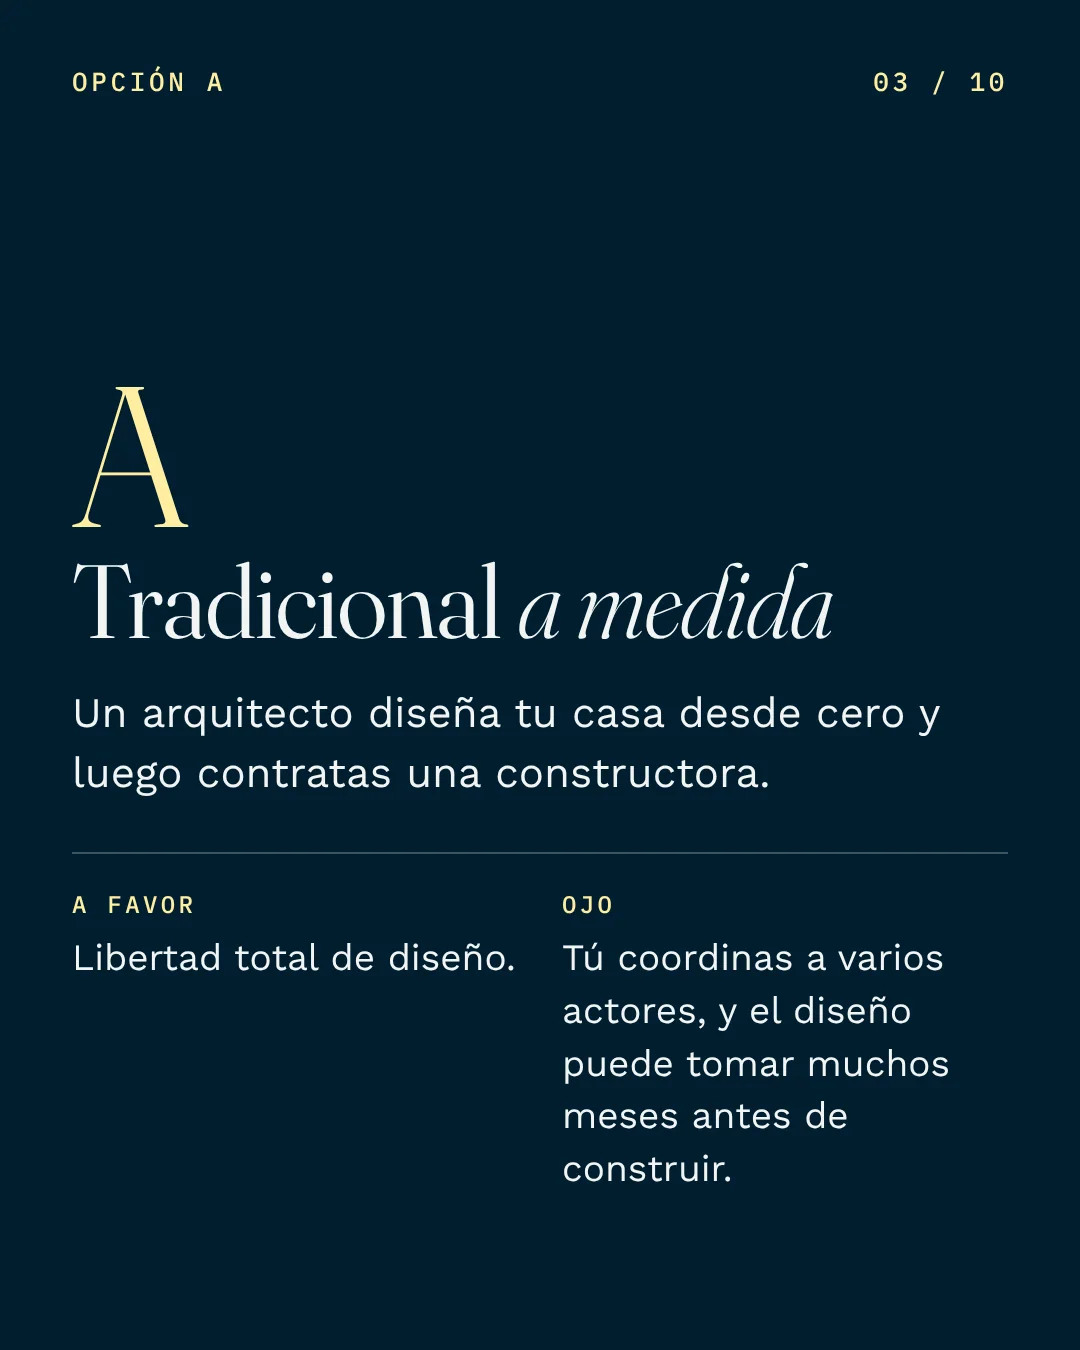 OPCIÓN A
03 / 10
A
Tradicional a medida
Un arquitecto diseña tu casa desde cero y
luego contratas una constructora.
A FAVOR
Libertad total de diseño.
OJO
Tú coordinas a varios
actores, y el diseño
puede tomar muchos
meses antes de
construir.